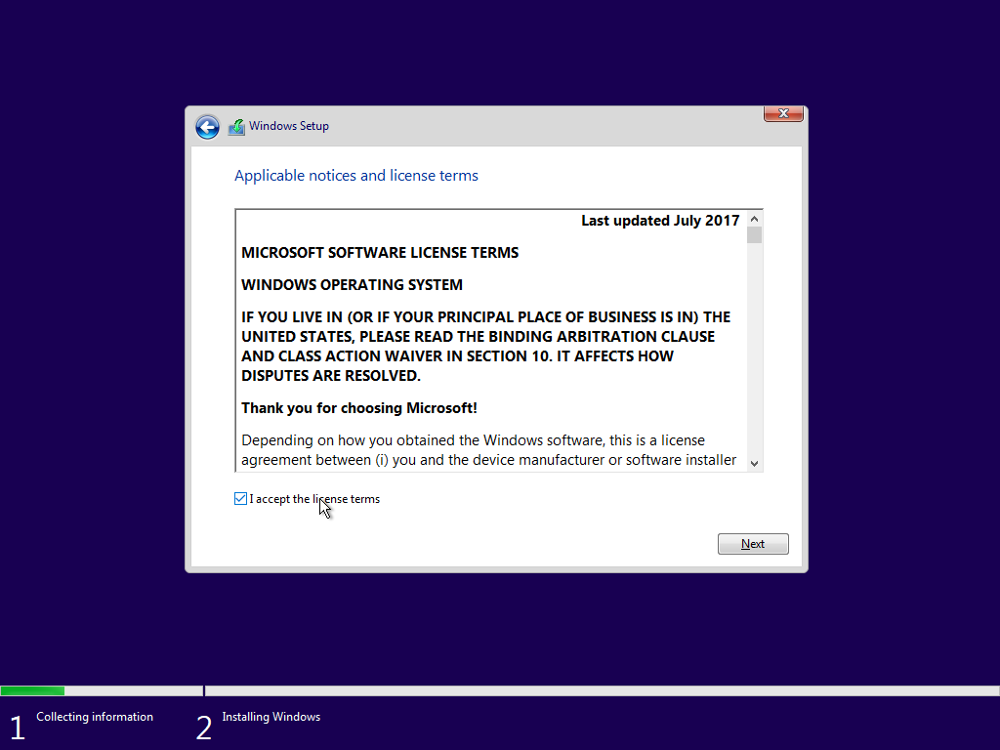 Windows Setup
Applicable notices and license terms
Last updated July 2017
MICROSOFT SOFTWARE LICENSE TERMS
WINDOWS OPERATING SYSTEM
IF YOU LIVE IN (OR IF YOUR PRINCIPAL PLACE OF BUSINESS IS IN) THE
UNITED STATES, PLEASE READ THE BINDING ARBITRATION CLAUSE
AND CLASS ACTION WAIVER IN SECTION 10. IT AFFECTS HOW
DISPUTES ARE RESOLVED.
Thank you for choosing Microsoft!
Depending on how you obtained the Windows software, this is a license
agreement between (i) you and the device manufacturer or software installer
I accept the license terms
Next
1 Collecting information
2 Installing Windows